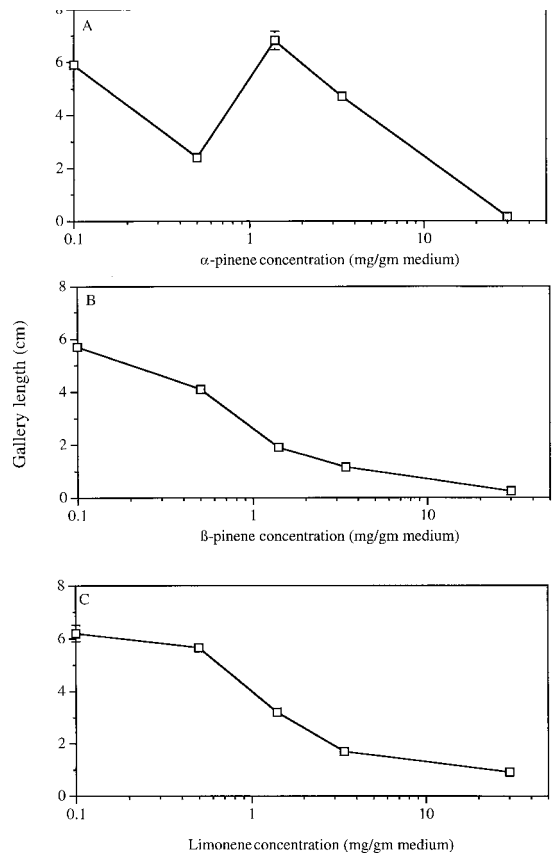 8
A
6
4
2
0
0.1 1 10
α-pinene concentration (mg/gm medium)
Gallery length (cm)
8
B
6
4
2
0
0.1 1 10
ß-pinene concentration (mg/gm medium)
8
C
6
4
2
0
0.1 1 10
Limonene concentration (mg/gm medium)